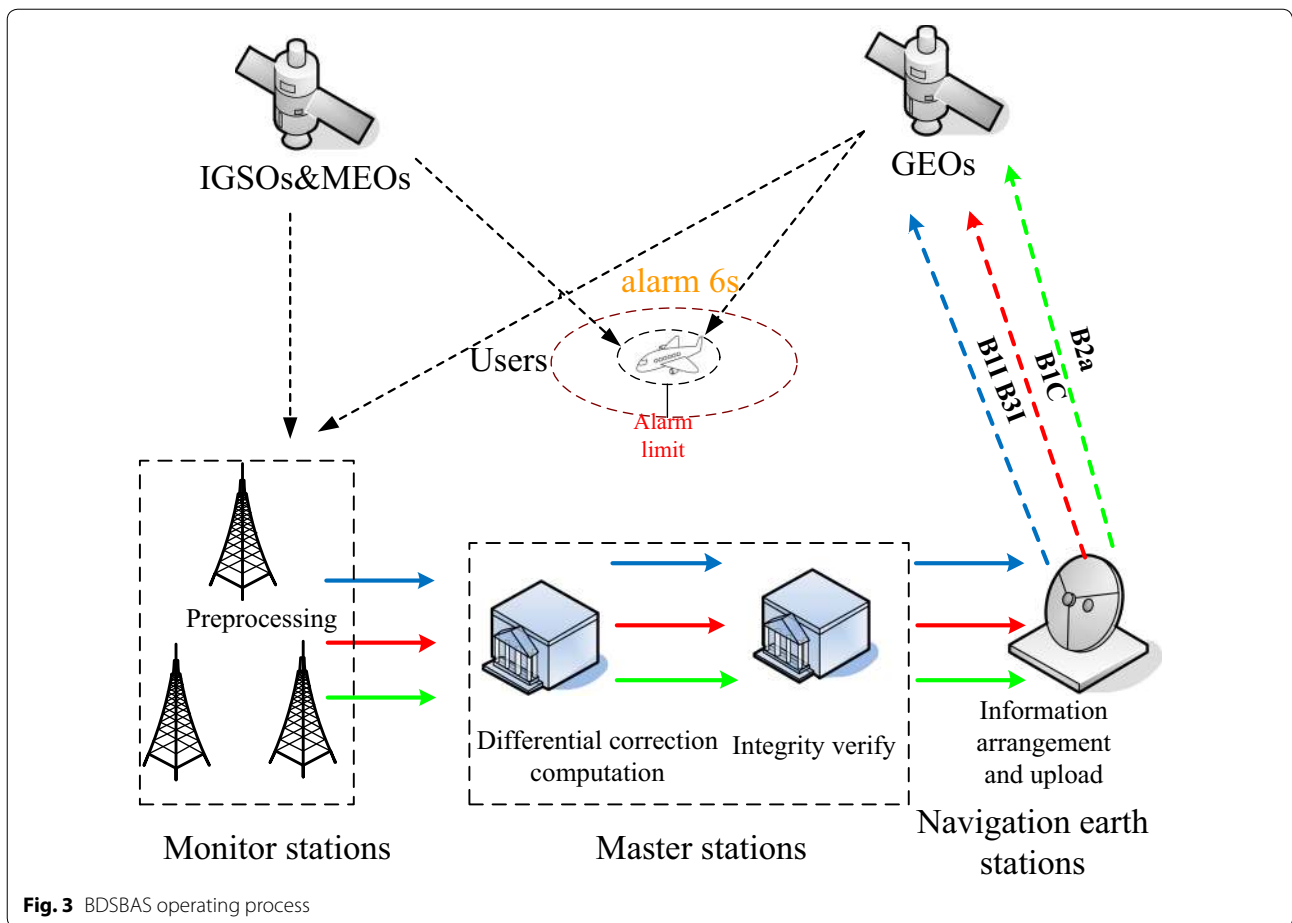 IGSOs&MEOs
GEOs
alarm 6s
Users
Alarm
limit
B1I B3I
B1C
B2a
Preprocessing
Differential correction
computation
Integrity verify
Information
arrangement
and upload
Monitor stations
Master stations
Navigation earth
stations
Fig. 3 BDSBAS operating process